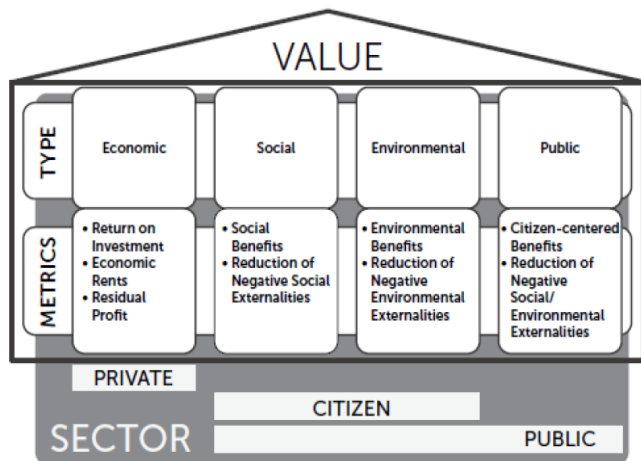 VALUE
TYPE
Economic
Social
Environmental
Public
METRICS
• Return on
Investment
• Economic
Rents
• Residual
Profit
• Social
Benefits
• Reduction of
Negative Social
Externalities
• Environmental
Benefits
• Reduction of
Negative
Environmental
Externalities
• Citizen-centered
Benefits
• Reduction of
Negative
Social/
Environmental
Externalities
PRIVATE
CITIZEN
SECTOR
PUBLIC